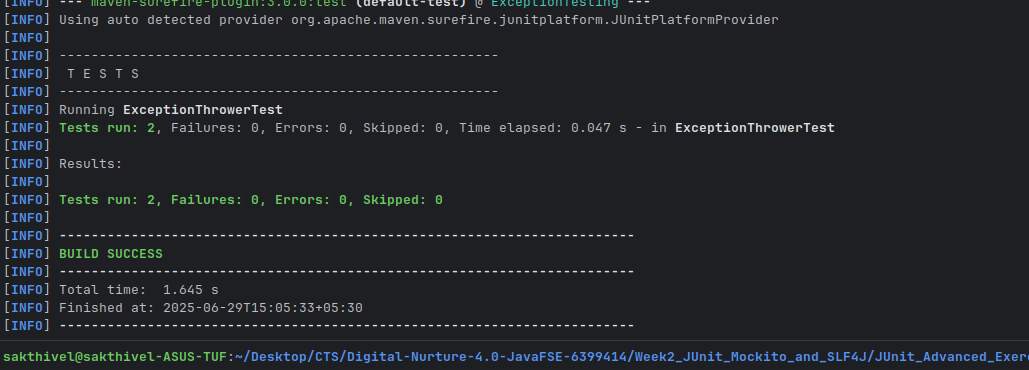 [INFO] --- maven-surefire-plugin:3.0.0:test (default-test) @ ExceptionTesting ---
[INFO] Using auto detected provider org.apache.maven.surefire.junitplatform.JUnitPlatformProvider
[INFO]
[INFO] -------------------------------------------------------
[INFO]  T E S T S
[INFO] -------------------------------------------------------
[INFO] Running ExceptionThrowerTest
[INFO] Tests run: 2, Failures: 0, Errors: 0, Skipped: 0, Time elapsed: 0.047 s - in ExceptionThrowerTest
[INFO]
[INFO] Results:
[INFO]
[INFO] Tests run: 2, Failures: 0, Errors: 0, Skipped: 0
[INFO]
[INFO] ------------------------------------------------------------------------
[INFO] BUILD SUCCESS
[INFO] ------------------------------------------------------------------------
[INFO] Total time:  1.645 s
[INFO] Finished at: 2025-06-29T15:05:33+05:30
[INFO] ------------------------------------------------------------------------
sakthivel@sakthivel-ASUS-TUF:~/Desktop/CTS/Digital-Nurture-4.0-JavaFSE-6399414/Week2_JUnit_Mockito_and_SLF4J/JUnit_Advanced_Exer